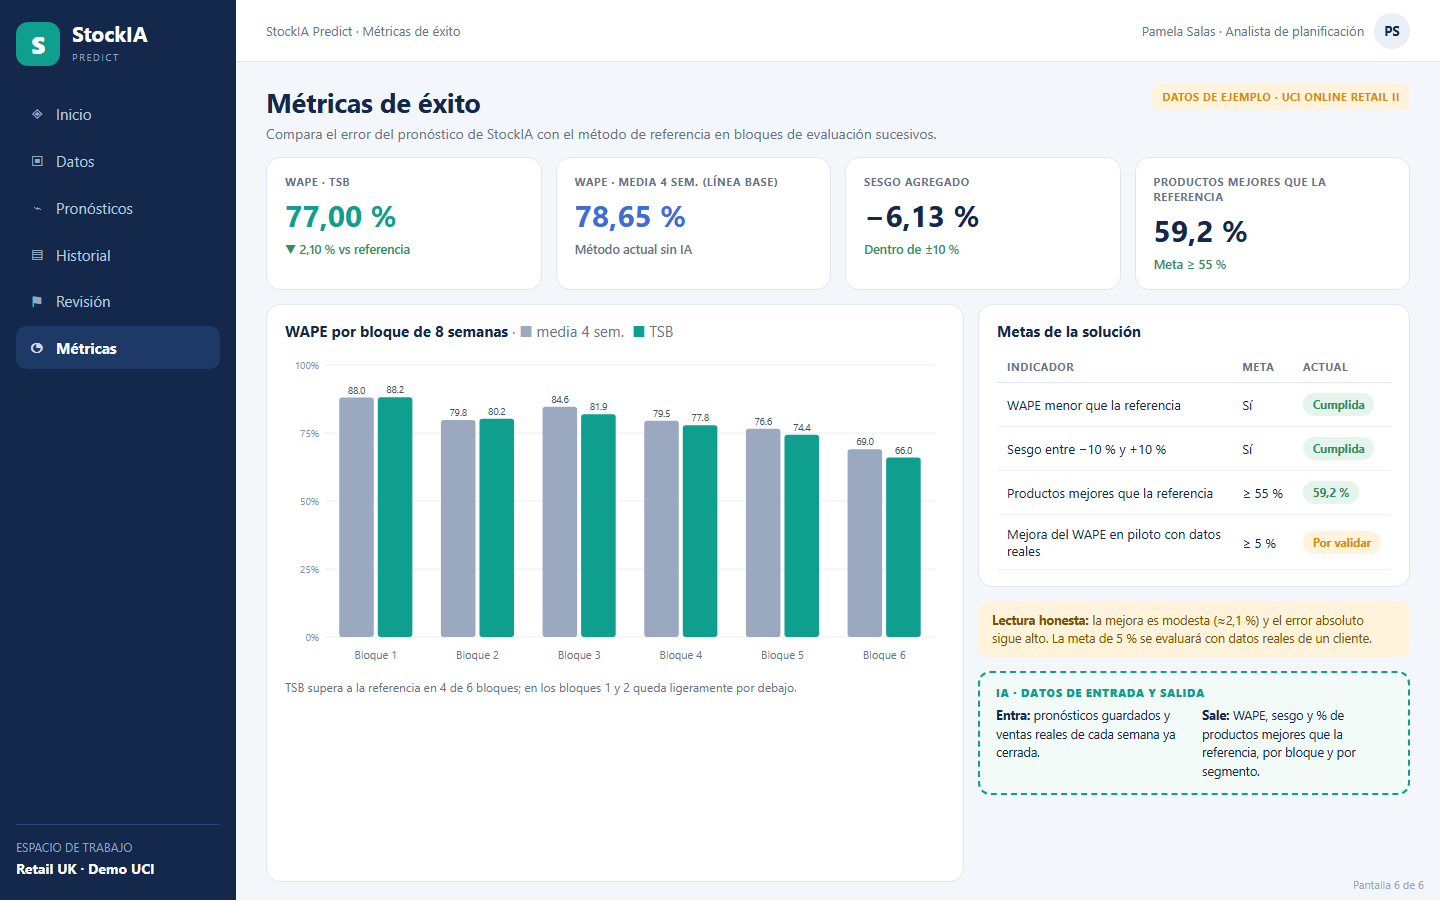 S
StockIA
PREDICT
Inicio
Datos
Pronósticos
Historial
Revisión
Métricas
ESPACIO DE TRABAJO
Retail UK · Demo UCI
StockIA Predict · Métricas de éxito
Pamela Salas · Analista de planificación
PS
Métricas de éxito
DATOS DE EJEMPLO · UCI ONLINE RETAIL II
Compara el error del pronóstico de StockIA con el método de referencia en bloques de evaluación sucesivos.
WAPE · TSB
77,00 %
▼ 2,10 % vs referencia
WAPE · MEDIA 4 SEM. (LÍNEA BASE)
78,65 %
Método actual sin IA
SESGO AGREGADO
−6,13 %
Dentro de ±10 %
PRODUCTOS MEJORES QUE LA
REFERENCIA
59,2 %
Meta ≥ 55 %
WAPE por bloque de 8 semanas · media 4 sem. TSB
100%
75%
50%
25%
0%
88.0 88.2
79.8 80.2
84.6 81.9
79.5 77.8
76.6 74.4
69.0 66.0
Bloque 1 Bloque 2 Bloque 3 Bloque 4 Bloque 5 Bloque 6
TSB supera a la referencia en 4 de 6 bloques; en los bloques 1 y 2 queda ligeramente por debajo.
Metas de la solución
INDICADOR META ACTUAL
WAPE menor que la referencia Sí Cumplida
Sesgo entre −10 % y +10 % Sí Cumplida
Productos mejores que la referencia ≥ 55 % 59,2 %
Mejora del WAPE en piloto con datos
reales ≥ 5 % Por validar
Lectura honesta: la mejora es modesta (≈2,1 %) y el error absoluto
sigue alto. La meta de 5 % se evaluará con datos reales de un cliente.
IA · DATOS DE ENTRADA Y SALIDA
Entra: pronósticos guardados y
ventas reales de cada semana ya
cerrada.
Sale: WAPE, sesgo y % de
productos mejores que la
referencia, por bloque y por
segmento.
Pantalla 6 de 6